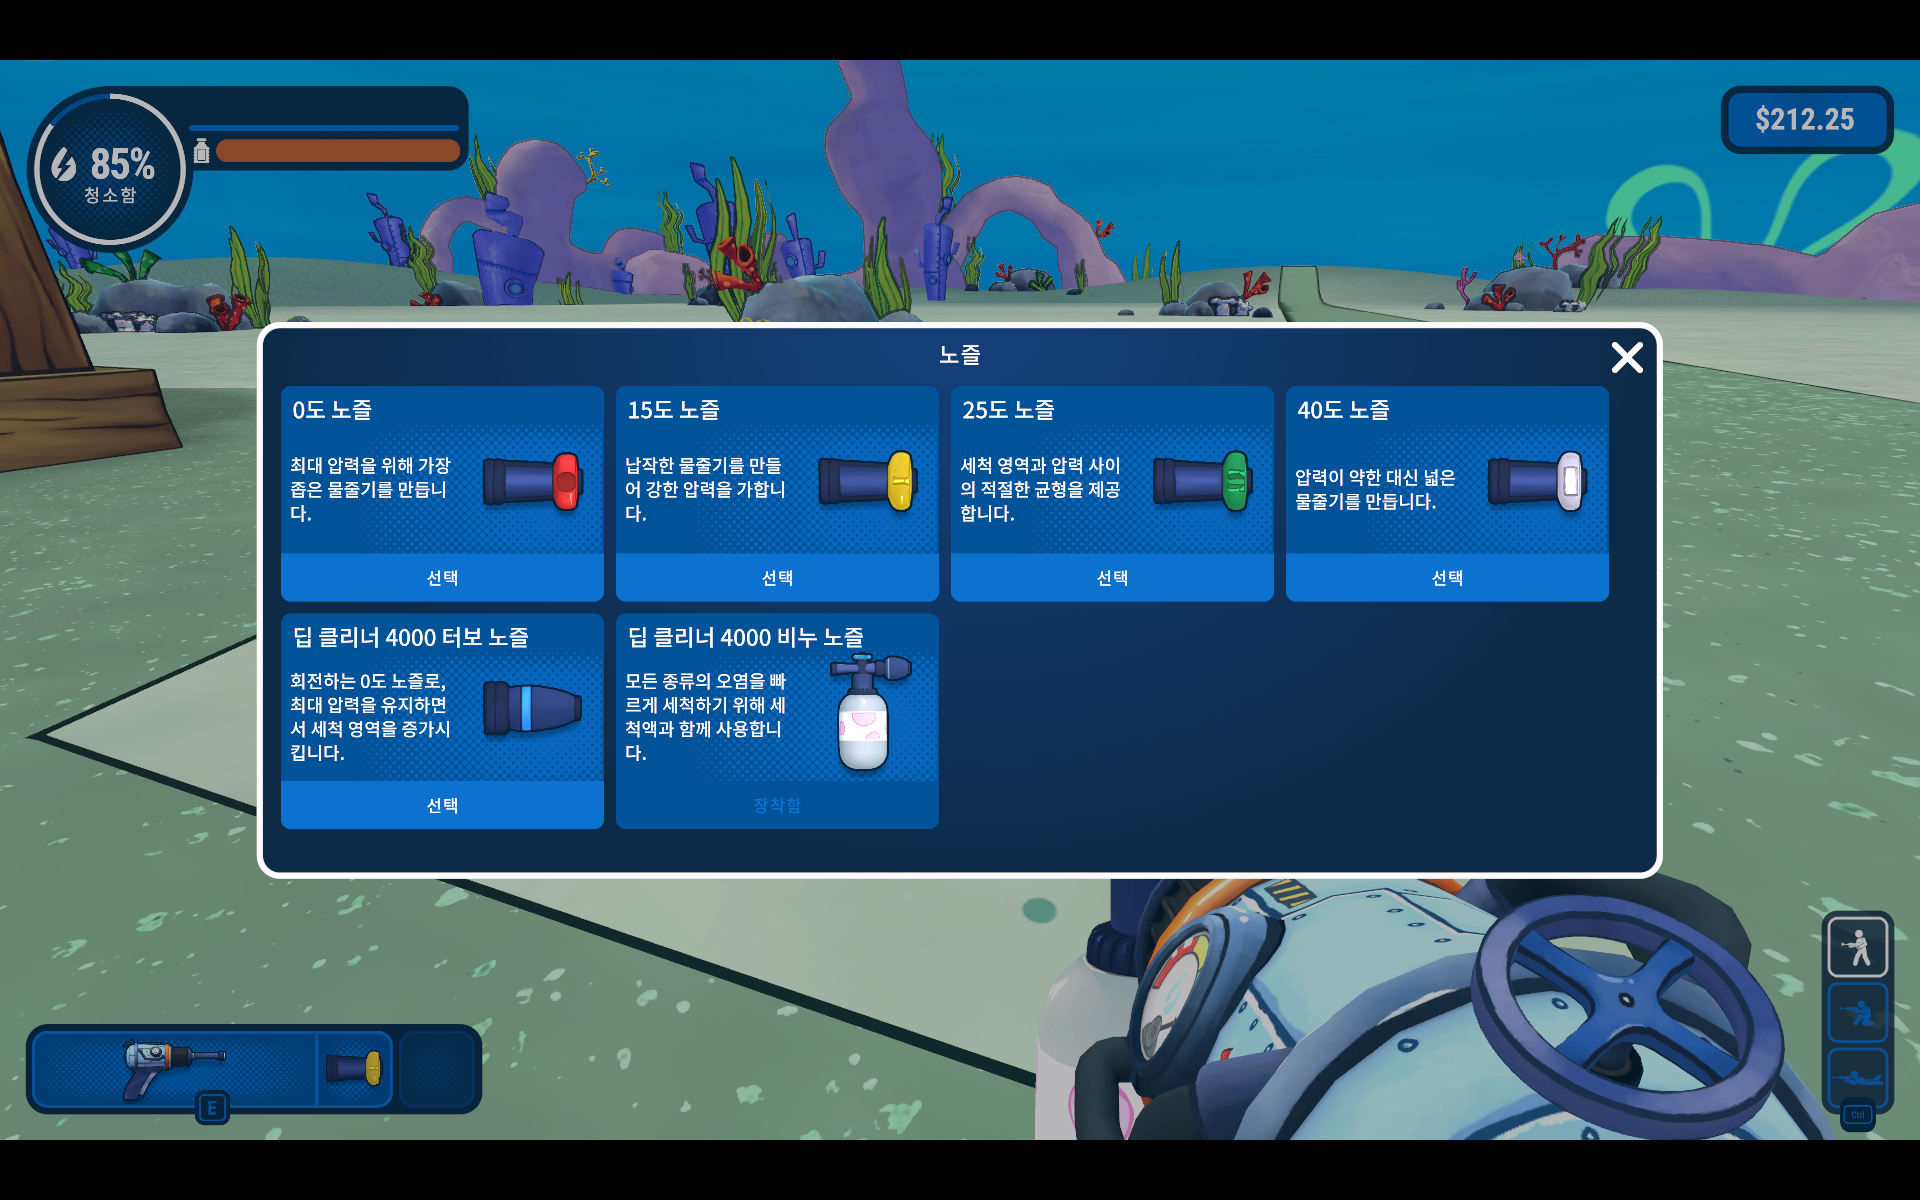 85%
청소함
$212.25
노즐
0도 노즐
최대 압력을 위해 가장
좁은 물줄기를 만듭니
다.
선택
15도 노즐
납작한 물줄기를 만들
어 강한 압력을 가합니
다.
선택
25도 노즐
세척 영역과 압력 사이
의 적절한 균형을 제공
합니다.
선택
40도 노즐
압력이 약한 대신 넓은
물줄기를 만듭니다.
선택
딥 클리너 4000 터보 노즐
회전하는 0도 노즐로,
최대 압력을 유지하면
서 세척 영역을 증가시
킵니다.
선택
딥 클리너 4000 비누 노즐
모든 종류의 오염을 빠
르게 세척하기 위해 세
척액과 함께 사용합니
다.
장착함
E
Ctrl